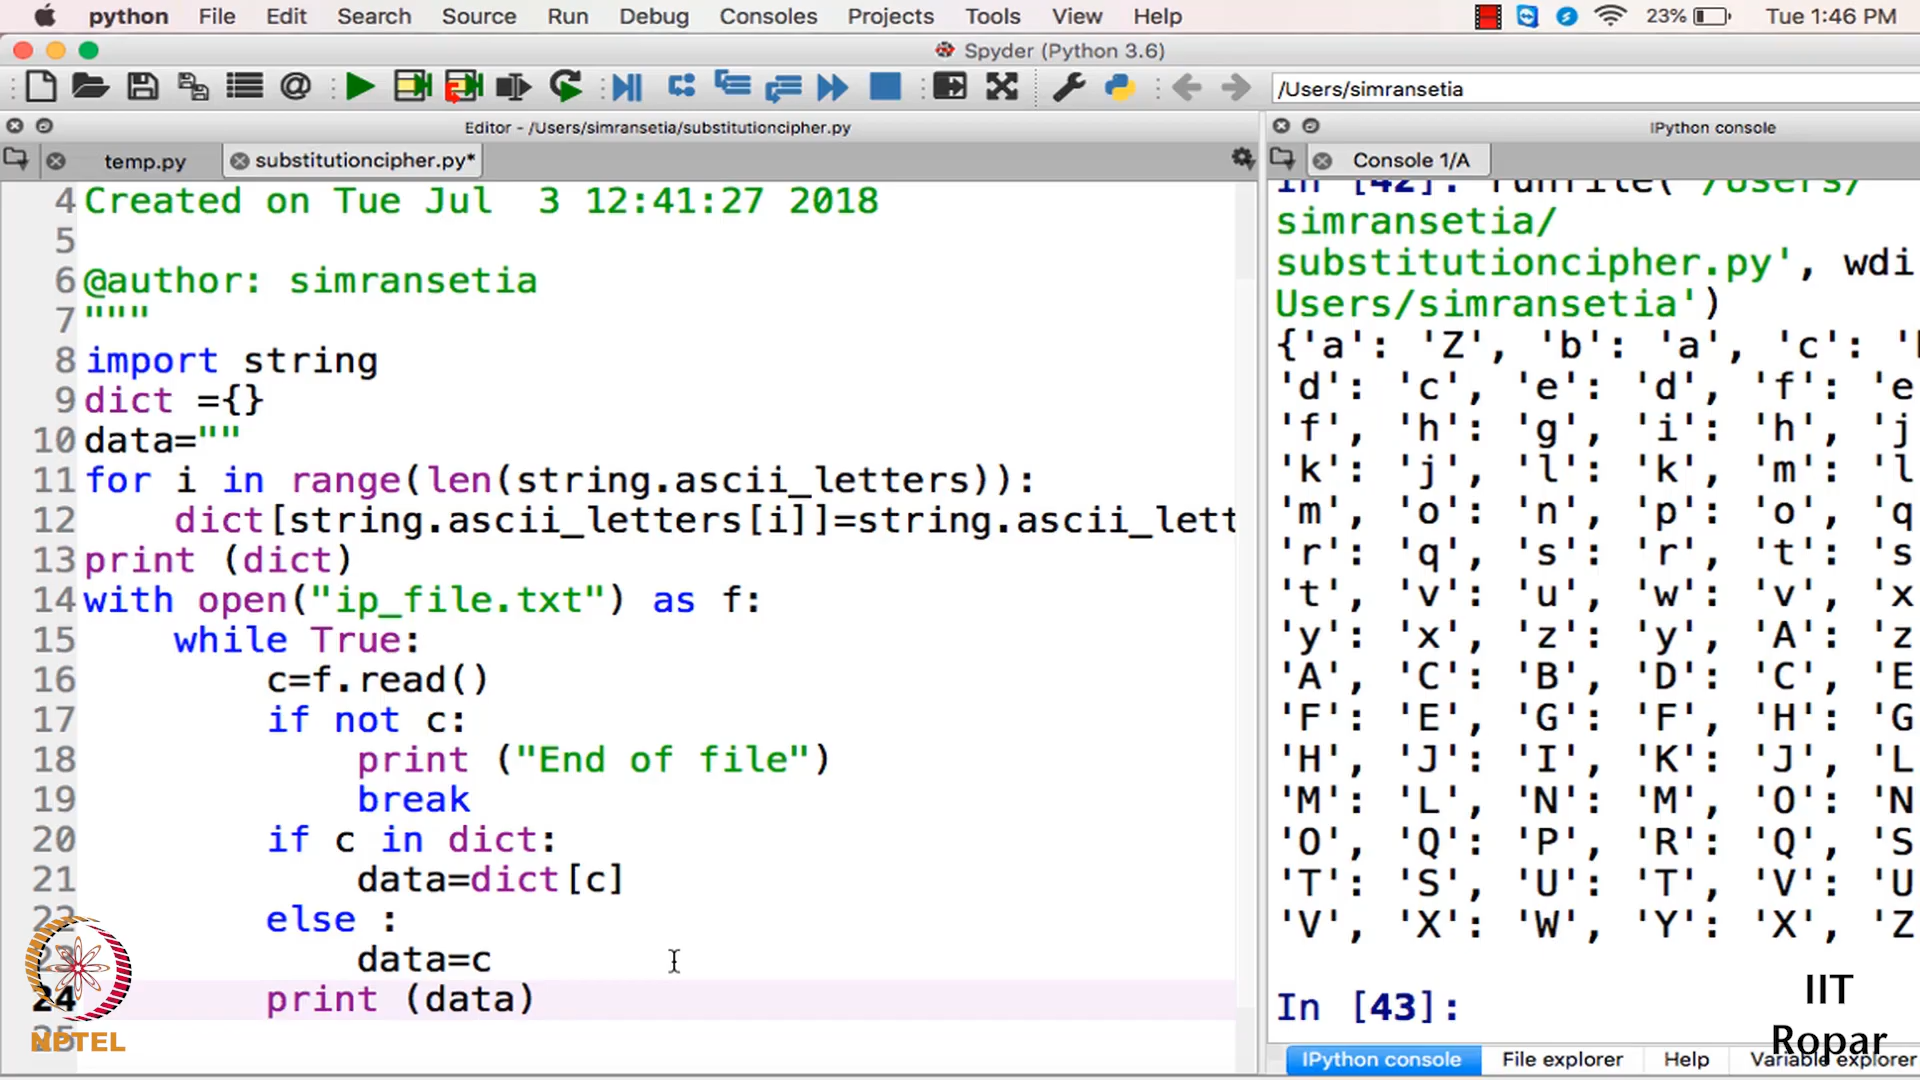 python File Edit Search Source Run Debug Consoles Projects Tools View Help 23% Tue 1:46 PM
Spyder (Python 3.6)
/Users/simransetia
Editor - /Users/simransetia/substitutioncipher.py
IPython console
temp.py substitutioncipher.py*
Console 1/A
4 Created on Tue Jul  3 12:41:27 2018
5
6 @author: simransetia
7 """
8 import string
9 dict ={}
10 data=""
11 for i in range(len(string.ascii_letters)):
12     dict[string.ascii_letters[i]]=string.ascii_lett
13 print (dict)
14 with open("ip_file.txt") as f:
15     while True:
16         c=f.read()
17         if not c:
18             print ("End of file")
19             break
20         if c in dict:
21             data=dict[c]
22         else :
23             data=c
24         print (data)
25
In [42]: runfile('/Users/
simransetia/
substitutioncipher.py', wdi
Users/simransetia')
{'a': 'Z', 'b': 'a', 'c': '
'd': 'c', 'e': 'd', 'f': 'e
'f', 'h': 'g', 'i': 'h', 'j
'k': 'j', 'l': 'k', 'm': 'l
'm', 'o': 'n', 'p': 'o', 'q
'r': 'q', 's': 'r', 't': 's
't', 'v': 'u', 'w': 'v', 'x
'y': 'x', 'z': 'y', 'A': 'z
'A', 'C': 'B', 'D': 'C', 'E
'F': 'E', 'G': 'F', 'H': 'G
'H', 'J': 'I', 'K': 'J', 'L
'M': 'L', 'N': 'M', 'O': 'N
'O', 'Q': 'P', 'R': 'Q', 'S
'T': 'S', 'U': 'T', 'V': 'U
'V', 'X': 'W', 'Y': 'X', 'Z
In [43]:
IIT
Ropar
NPTEL
IPython console File explorer Help Variable explorer